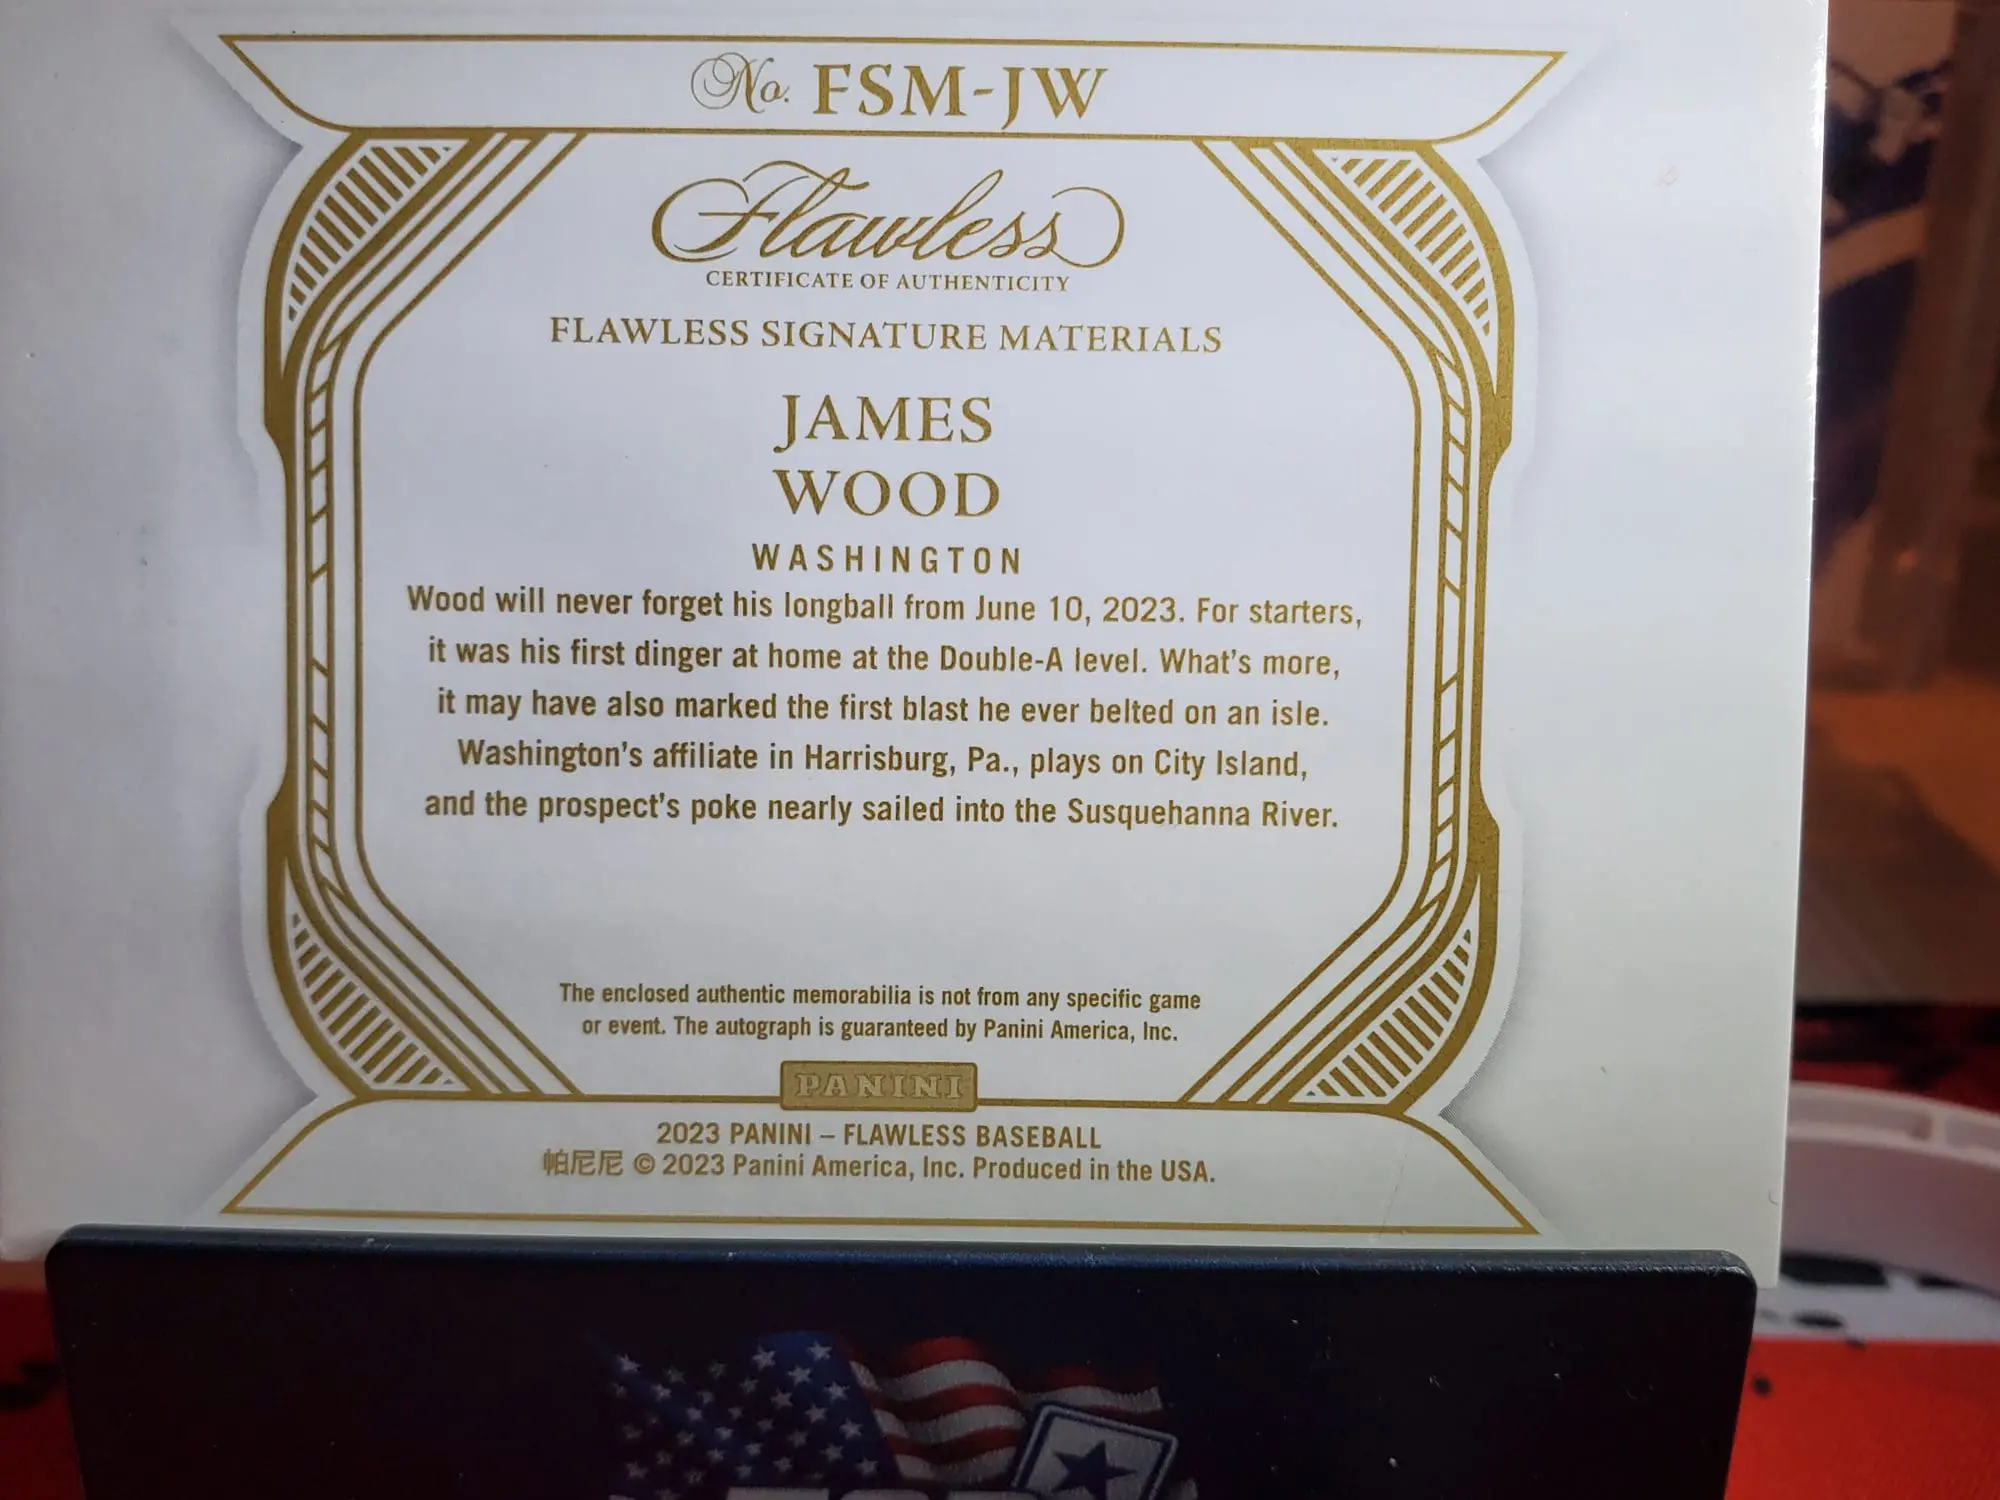 No. FSM-JW
Flawless
CERTIFICATE OF AUTHENTICITY
FLAWLESS SIGNATURE MATERIALS
JAMES
WOOD
WASHINGTON
Wood will never forget his longball from June 10, 2023. For starters,
it was his first dinger at home at the Double-A level. What's more,
it may have also marked the first blast he ever belted on an isle.
Washington's affiliate in Harrisburg, Pa., plays on City Island,
and the prospect's poke nearly sailed into the Susquehanna River.
The enclosed authentic memorabilia is not from any specific game
or event. The autograph is guaranteed by Panini America, Inc.
PANINI
2023 PANINI – FLAWLESS BASEBALL
帕尼尼 © 2023 Panini America, Inc. Produced in the USA.